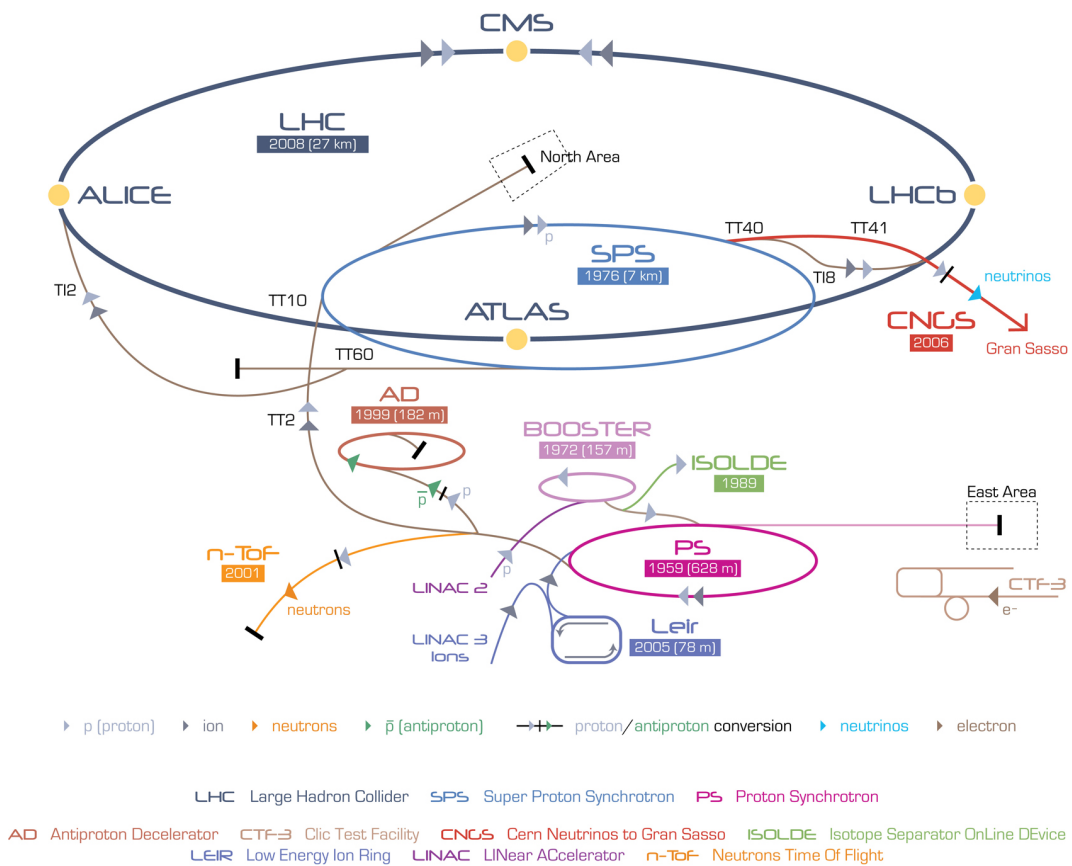 CMS
LHC
2008 (27 km)
North Area
ALICE
LHCb
TT40
TT41
p
SPS
1976 (7 km)
TI8
neutrinos
TI2
TT10
ATLAS
CNGS
2006
Gran Sasso
TT60
AD
1999 (182 m)
TT2
BOOSTER
1972 (157 m)
ISOLDE
1989
p̅
p
East Area
n-ToF
2001
PS
1959 (628 m)
p
LINAC 2
neutrons
CTF-3
e-
LINAC 3
Ions
Leir
2005 (78 m)
p (proton) ion neutrons p̅ (antiproton) proton/antiproton conversion neutrinos electron
LHC Large Hadron Collider SPS Super Proton Synchrotron PS Proton Synchrotron
AD Antiproton Decelerator CTF-3 Clic Test Facility CNGS Cern Neutrinos to Gran Sasso ISOLDE Isotope Separator OnLine DEvice
LEIR Low Energy Ion Ring LINAC LINear ACcelerator n-ToF Neutrons Time Of Flight